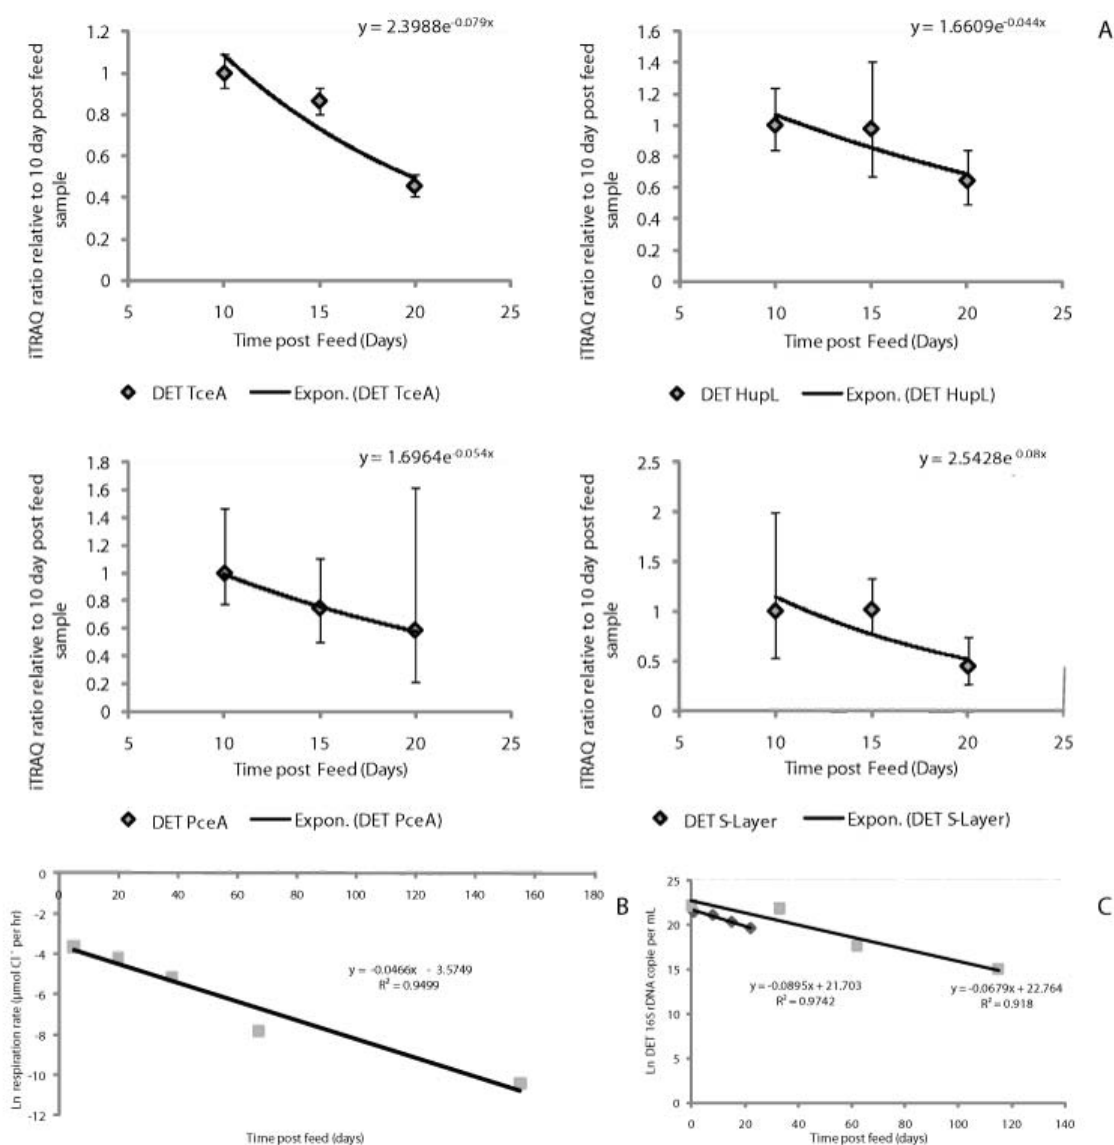 y = 2.3988e^-0.079x
1.2
1
0.8
0.6
0.4
0.2
0
5 10 15 20 25
Time post Feed (Days)
iTRAQ ratio relative to 10 day post feed
sample
DET TceA Expon. (DET TceA)
y = 1.6609e^-0.044x
A
1.6
1.4
1.2
1
0.8
0.6
0.4
0.2
0
5 10 15 20 25
Time post Feed (Days)
iTRAQ ratio relative to 10 day post feed
sample
DET HupL Expon. (DET HupL)
y = 1.6964e^-0.054x
1.8
1.6
1.4
1.2
1
0.8
0.6
0.4
0.2
0
5 10 15 20 25
Time post Feed (Days)
iTRAQ ratio relative to 10 day post feed
sample
DET PceA Expon. (DET PceA)
y = 2.5428e^0.08x
2.5
2
1.5
1
0.5
0
5 10 15 20 25
Time post Feed (Days)
iTRAQ ratio relative to 10 day post feed
sample
DET S-Layer Expon. (DET S-Layer)
0
0 20 40 60 80 100 120 140 160 180
-2
-4
-6
-8
-10
-12
B
Ln respiration rate (µmol Cl⁻ per hr)
y = -0.0466x - 3.5749
R² = 0.9499
Time post feed (days)
25
20
15
10
5
0
C
Ln DET 16S rDNA copie per mL
y = -0.0895x + 21.703
R² = 0.9742
y = -0.0679x + 22.764
R² = 0.918
0 20 40 60 80 100 120 140
Time post feed (days)